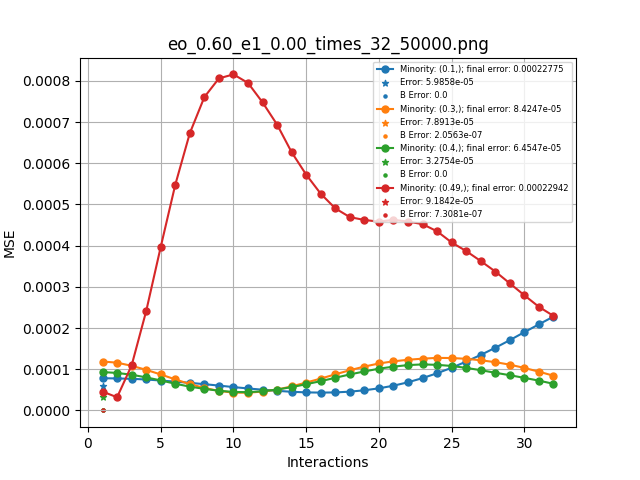 eo_0.60_e1_0.00_times_32_50000.png
Minority: (0.1,); final error: 0.00022775
Error: 5.9858e-05
B Error: 0.0
Minority: (0.3,); final error: 8.4247e-05
Error: 7.8913e-05
B Error: 2.0563e-07
Minority: (0.4,); final error: 6.4547e-05
Error: 3.2754e-05
B Error: 0.0
Minority: (0.49,); final error: 0.00022942
Error: 9.1842e-05
B Error: 7.3081e-07
MSE
0.0008
0.0007
0.0006
0.0005
0.0004
0.0003
0.0002
0.0001
0.0000
0 5 10 15 20 25 30
Interactions